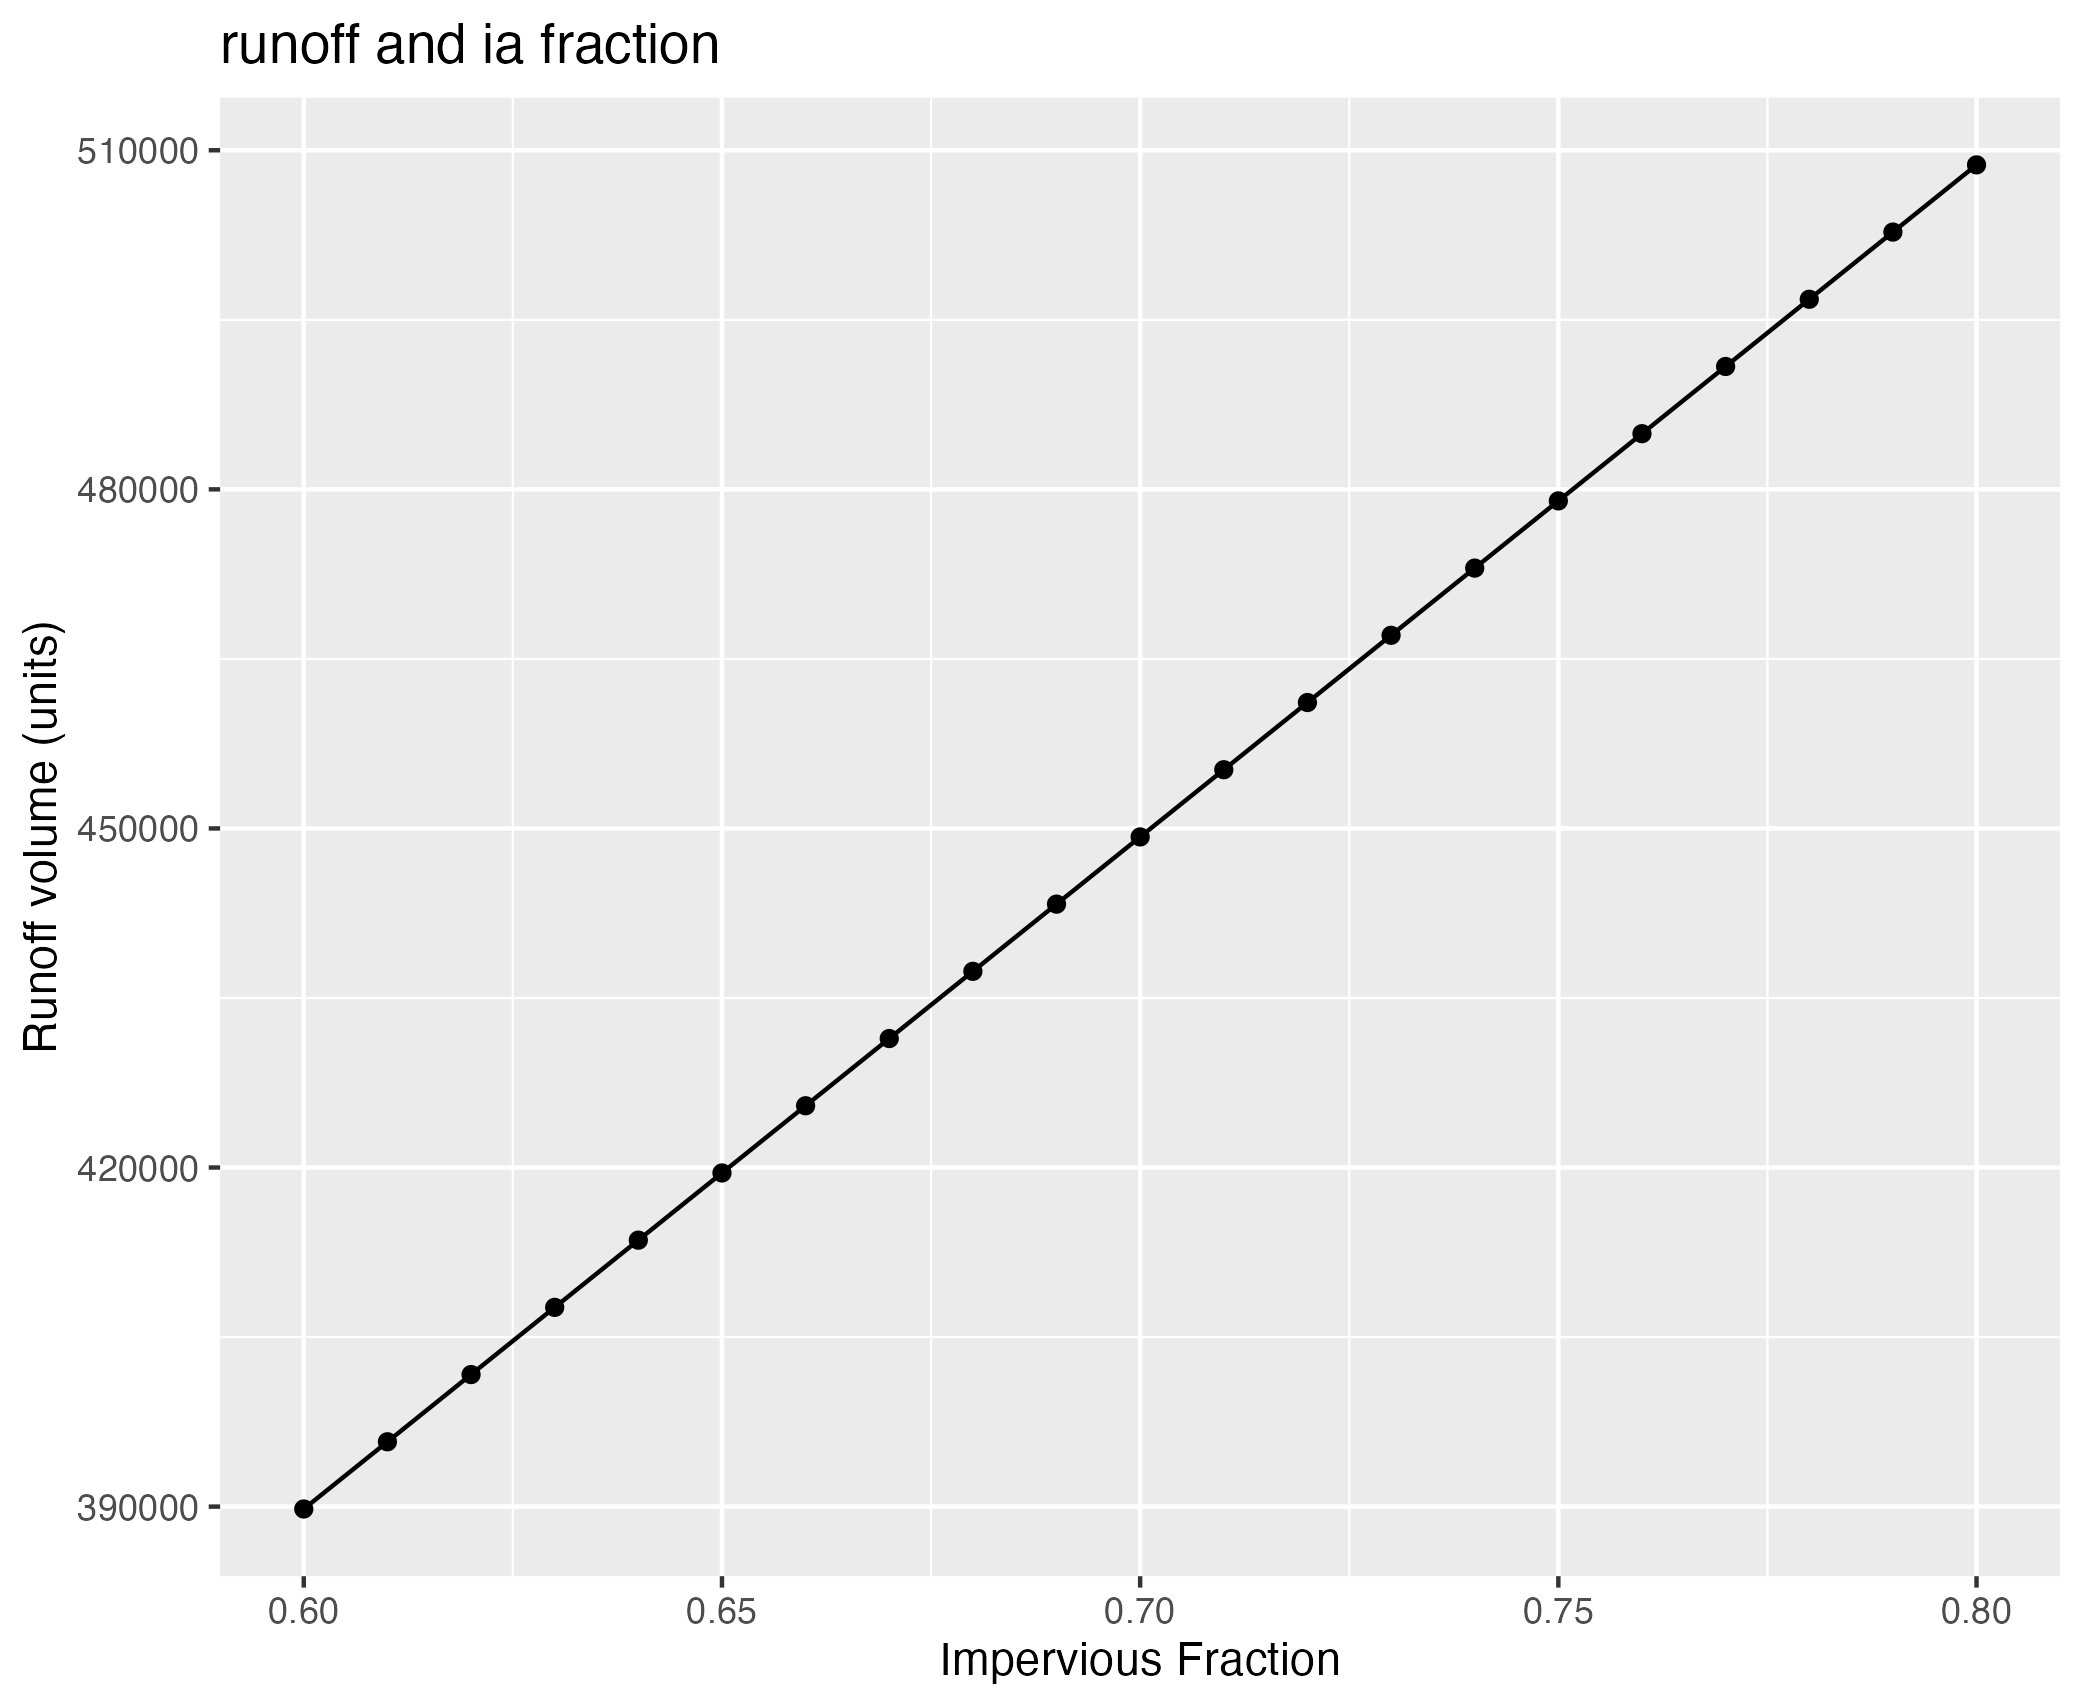 runoff and ia fraction
Runoff volume (units)
510000
480000
450000
420000
390000
0.60 0.65 0.70 0.75 0.80
Impervious Fraction